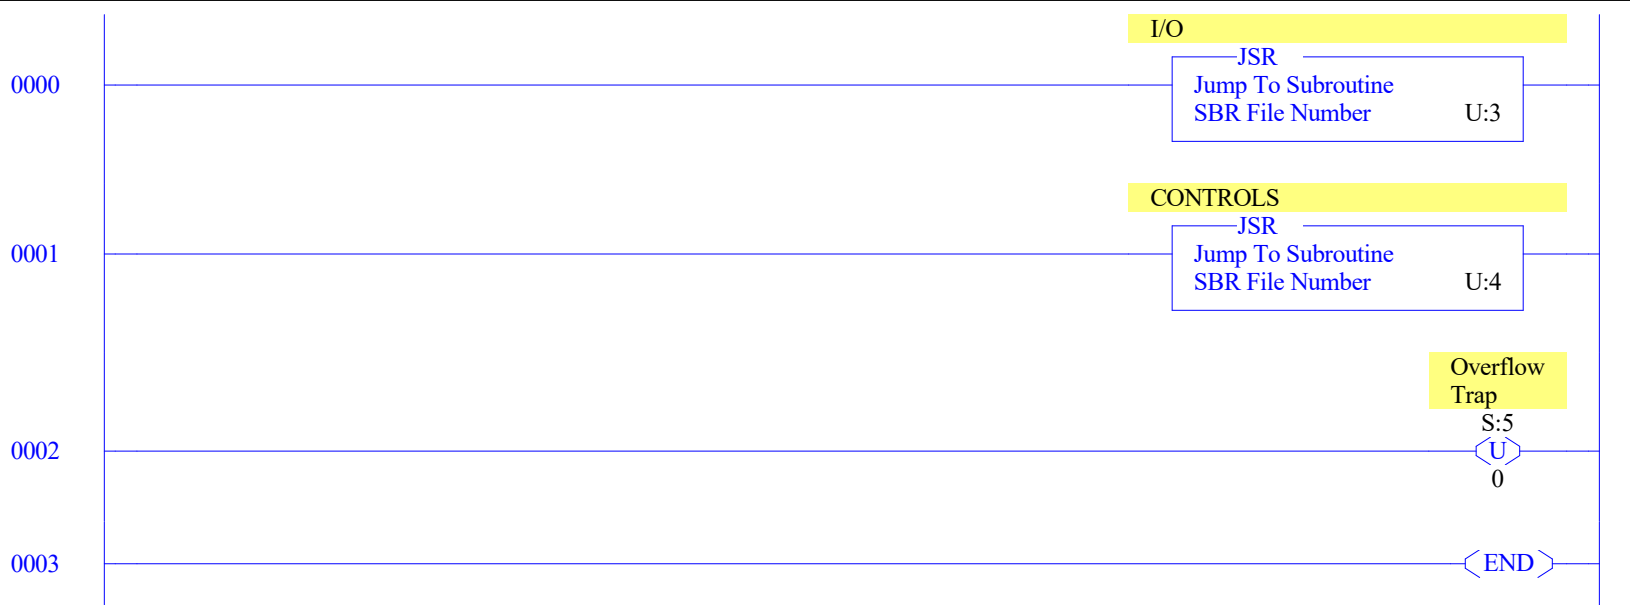 I/O
JSR
0000
Jump To Subroutine
SBR File Number U:3
CONTROLS
JSR
0001
Jump To Subroutine
SBR File Number U:4
Overflow
Trap
S:5
0002
U
0
0003
END